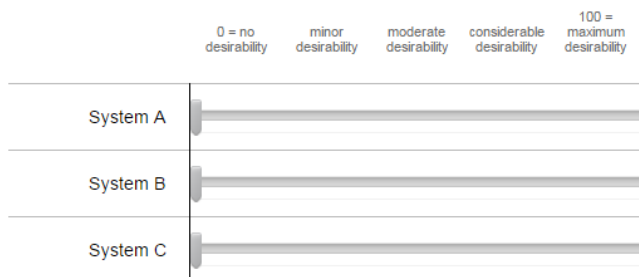 0 = no desirability
minor desirability
moderate desirability
considerable desirability
100 = maximum desirability
System A
System B
System C